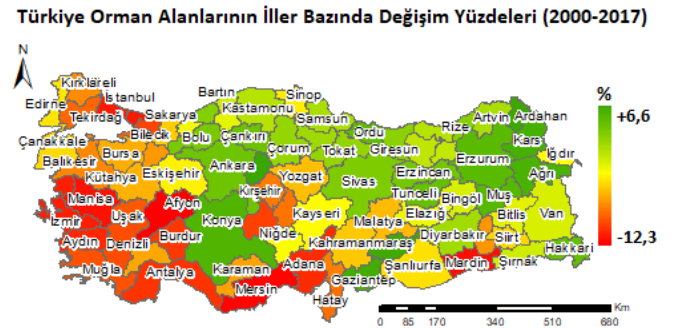 Türkiye Orman Alanlarının İller Bazında Değişim Yüzdeleri (2000-2017)
N
Kırklareli
Edirne
İstanbul
Tekirdağ
Sakarya
Bartın
Kastamonu
Sinop
Samsun
Artvin
Ardahan
Çanakkale
Bilecik
Bolu
Çankırı
Çorum
Ordu
Giresun
Rize
Kars
Iğdır
Balıkesir
Bursa
Kütahya
Eskişehir
Ankara
Tokat
Sivas
Erzincan
Erzurum
Ağrı
Manisa
Uşak
Afyon
Kırşehir
Yozgat
Tunceli
Bingöl
Muş
İzmir
Konya
Kayseri
Malatya
Elazığ
Bitlis
Van
Aydın
Denizli
Burdur
Niğde
Kahramanmaraş
Diyarbakır
Siirt
Hakkari
Muğla
Antalya
Karaman
Adana
Şanlıurfa
Mardin
Şırnak
Mersin
Gaziantep
Hatay
%
+6,6
-12,3
Km
0 85 170 340 510 680